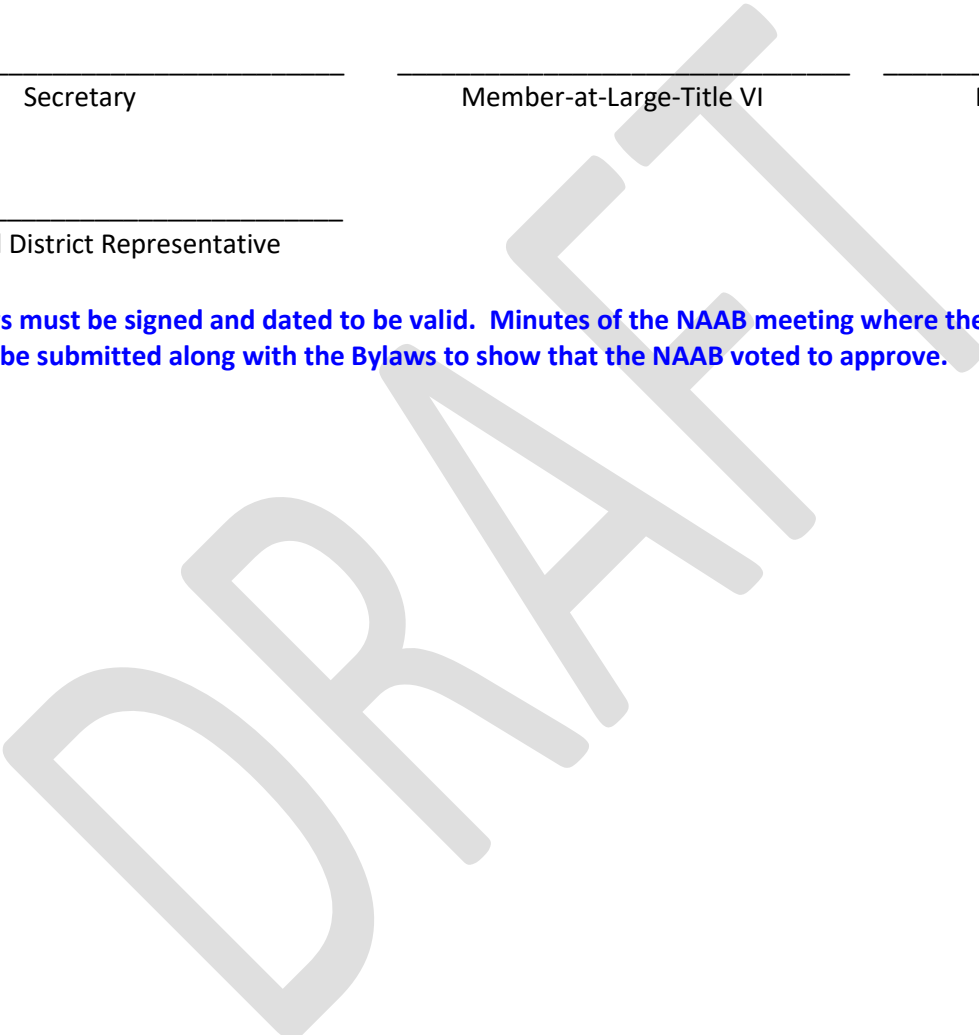 Secretary Member-at-Large-Title VI
District Representative
s must be signed and dated to be valid. Minutes of the NAAB meeting where the
be submitted along with the Bylaws to show that the NAAB voted to approve.
DRAFT